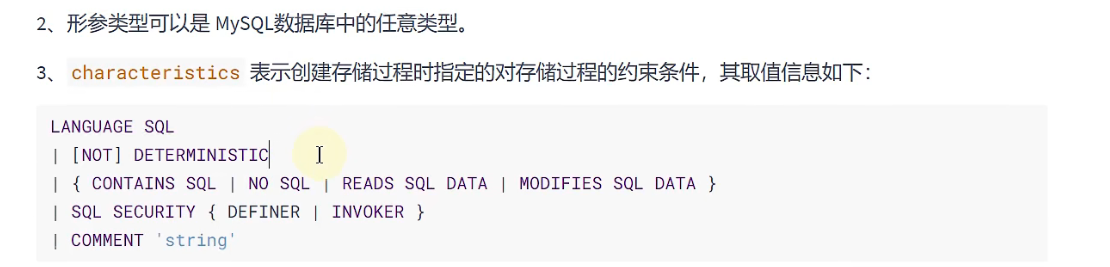 2、形参类型可以是 MySQL数据库中的任意类型。
3、characteristics 表示创建存储过程时指定的对存储过程的约束条件，其取值信息如下：
LANGUAGE SQL
| [NOT] DETERMINISTIC
| { CONTAINS SQL | NO SQL | READS SQL DATA | MODIFIES SQL DATA }
| SQL SECURITY { DEFINER | INVOKER }
| COMMENT 'string'